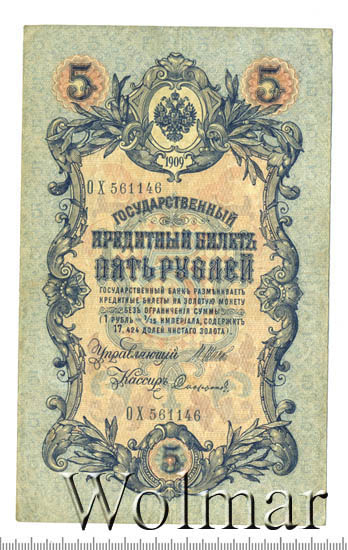 5 5
1909
ОХ 561146
ГОСУДАРСТВЕННЫЙ
КРЕДИТНЫЙ БИЛЕТЪ
ПЯТЬ РУБЛЕЙ
ГОСУДАРСТВЕННЫЙ БАНКЪ РАЗМѢНИВАЕТЪ
КРЕДИТНЫЕ БИЛЕТЫ НА ЗОЛОТУЮ МОНЕТУ
БЕЗЪ ОГРАНИЧЕНІЯ СУММЫ
(1 РУБЛЬ = 1/15 ИМПЕРІАЛА, СОДЕРЖИТЪ
17,424 ДОЛЕЙ ЧИСТАГО ЗОЛОТА).
Управляющій
Кассиръ
ОХ 561146
5
Wolmar